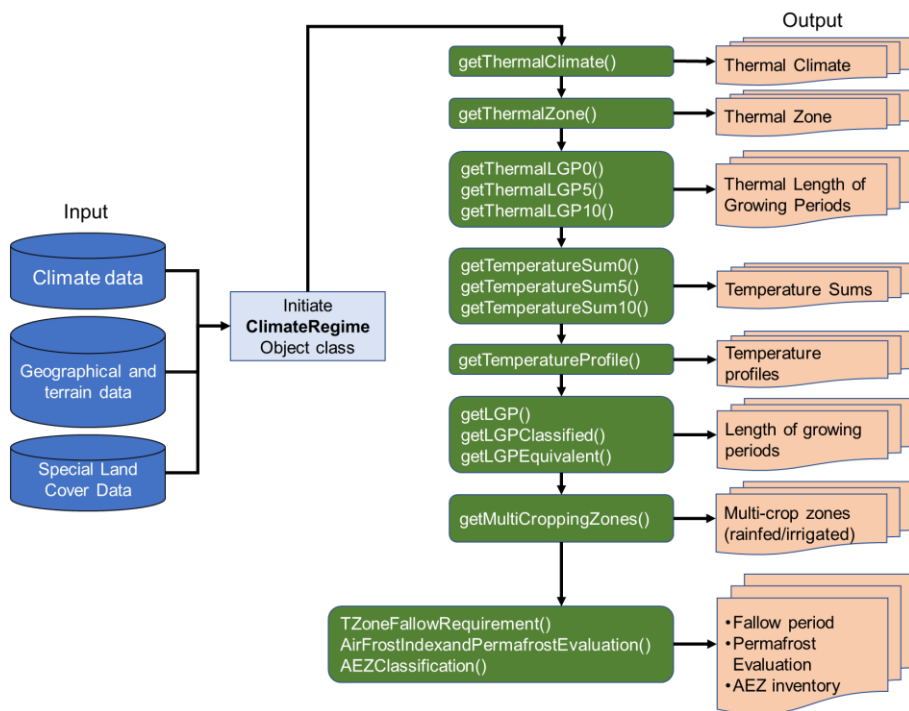 Input
Climate data
Geographical and
terrain data
Special Land
Cover Data
Initiate
ClimateRegime
Object class
getThermalClimate()
getThermalZone()
getThermalLGP0()
getThermalLGP5()
getThermalLGP10()
getTemperatureSum0()
getTemperatureSum5()
getTemperatureSum10()
getTemperatureProfile()
getLGP()
getLGPClassified()
getLGPEquivalent()
getMultiCroppingZones()
TZoneFallowRequirement()
AirFrostIndexandPermafrostEvaluation()
AEZClassification()
Output
Thermal Climate
Thermal Zone
Thermal Length of
Growing Periods
Temperature Sums
Temperature
profiles
Length of growing
periods
Multi-crop zones
(rainfed/irrigated)
•Fallow period
•Permafrost
Evaluation
•AEZ inventory